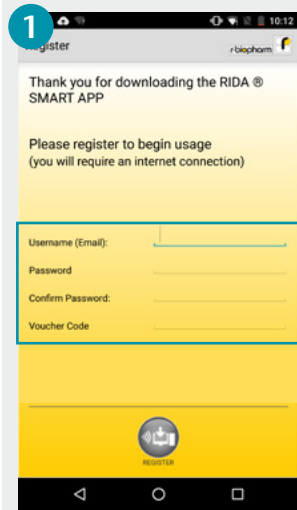 1
10:12
Register
r-biopharm
Thank you for downloading the RIDA ®
SMART APP
Please register to begin usage
(you will require an internet connection)
Username (Email):
Password
Confirm Password:
Voucher Code
REGISTER